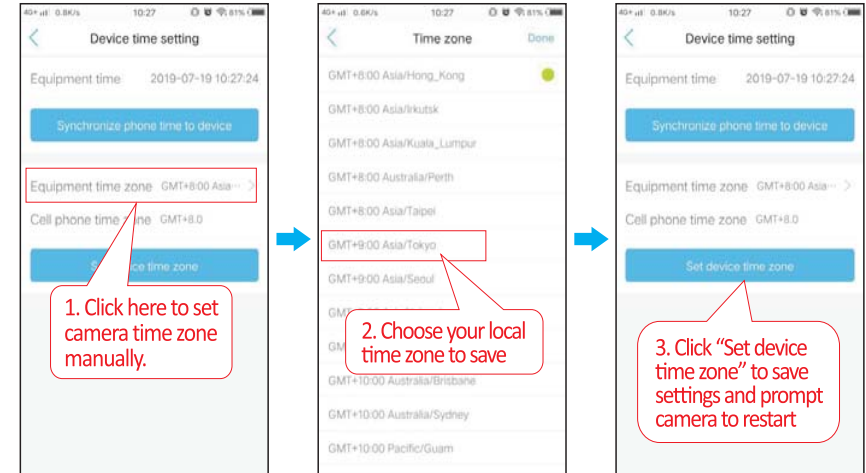 4G+ 0.8K/s 10:27 81%
Device time setting
Equipment time 2019-07-19 10:27:24
Synchronize phone time to device
Equipment time zone GMT+8:00 Asia···
Cell phone time zone GMT+8.0
time zone
1. Click here to set
camera time zone
manually.
4G+ 0.6K/s 10:27 81%
Time zone Done
GMT+8:00 Asia/Hong_Kong
GMT+8:00 Asia/Irkutsk
GMT+8:00 Asia/Kuala_Lumpur
GMT+8:00 Australia/Perth
GMT+8:00 Asia/Taipei
GMT+9:00 Asia/Tokyo
GMT+9:00 Asia/Seoul
2. Choose your local
time zone to save
GMT+10:00 Australia/Brisbane
GMT+10:00 Australia/Sydney
GMT+10:00 Pacific/Guam
4G+ 0.8K/s 10:27 81%
Device time setting
Equipment time 2019-07-19 10:27:24
Synchronize phone time to device
Equipment time zone GMT+8:00 Asia···
Cell phone time zone GMT+8.0
Set device time zone
3. Click “Set device
time zone” to save
settings and prompt
camera to restart